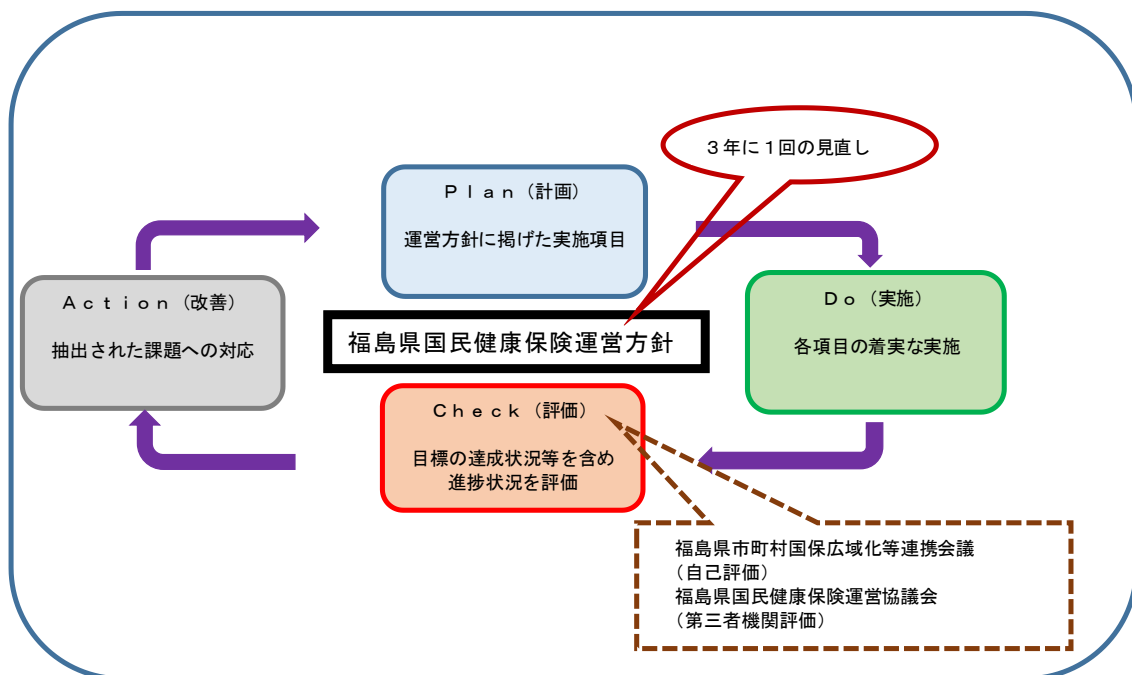 ３年に１回の見直し
Ｐｌａｎ（計画）
運営方針に掲げた実施項目
Ａｃｔｉｏｎ（改善）
抽出された課題への対応
福島県国民健康保険運営方針
Ｄｏ（実施）
各項目の着実な実施
Ｃｈｅｃｋ（評価）
目標の達成状況等を含め
進捗状況を評価
福島県市町村国保広域化等連携会議
（自己評価）
福島県国民健康保険運営協議会
（第三者機関評価）